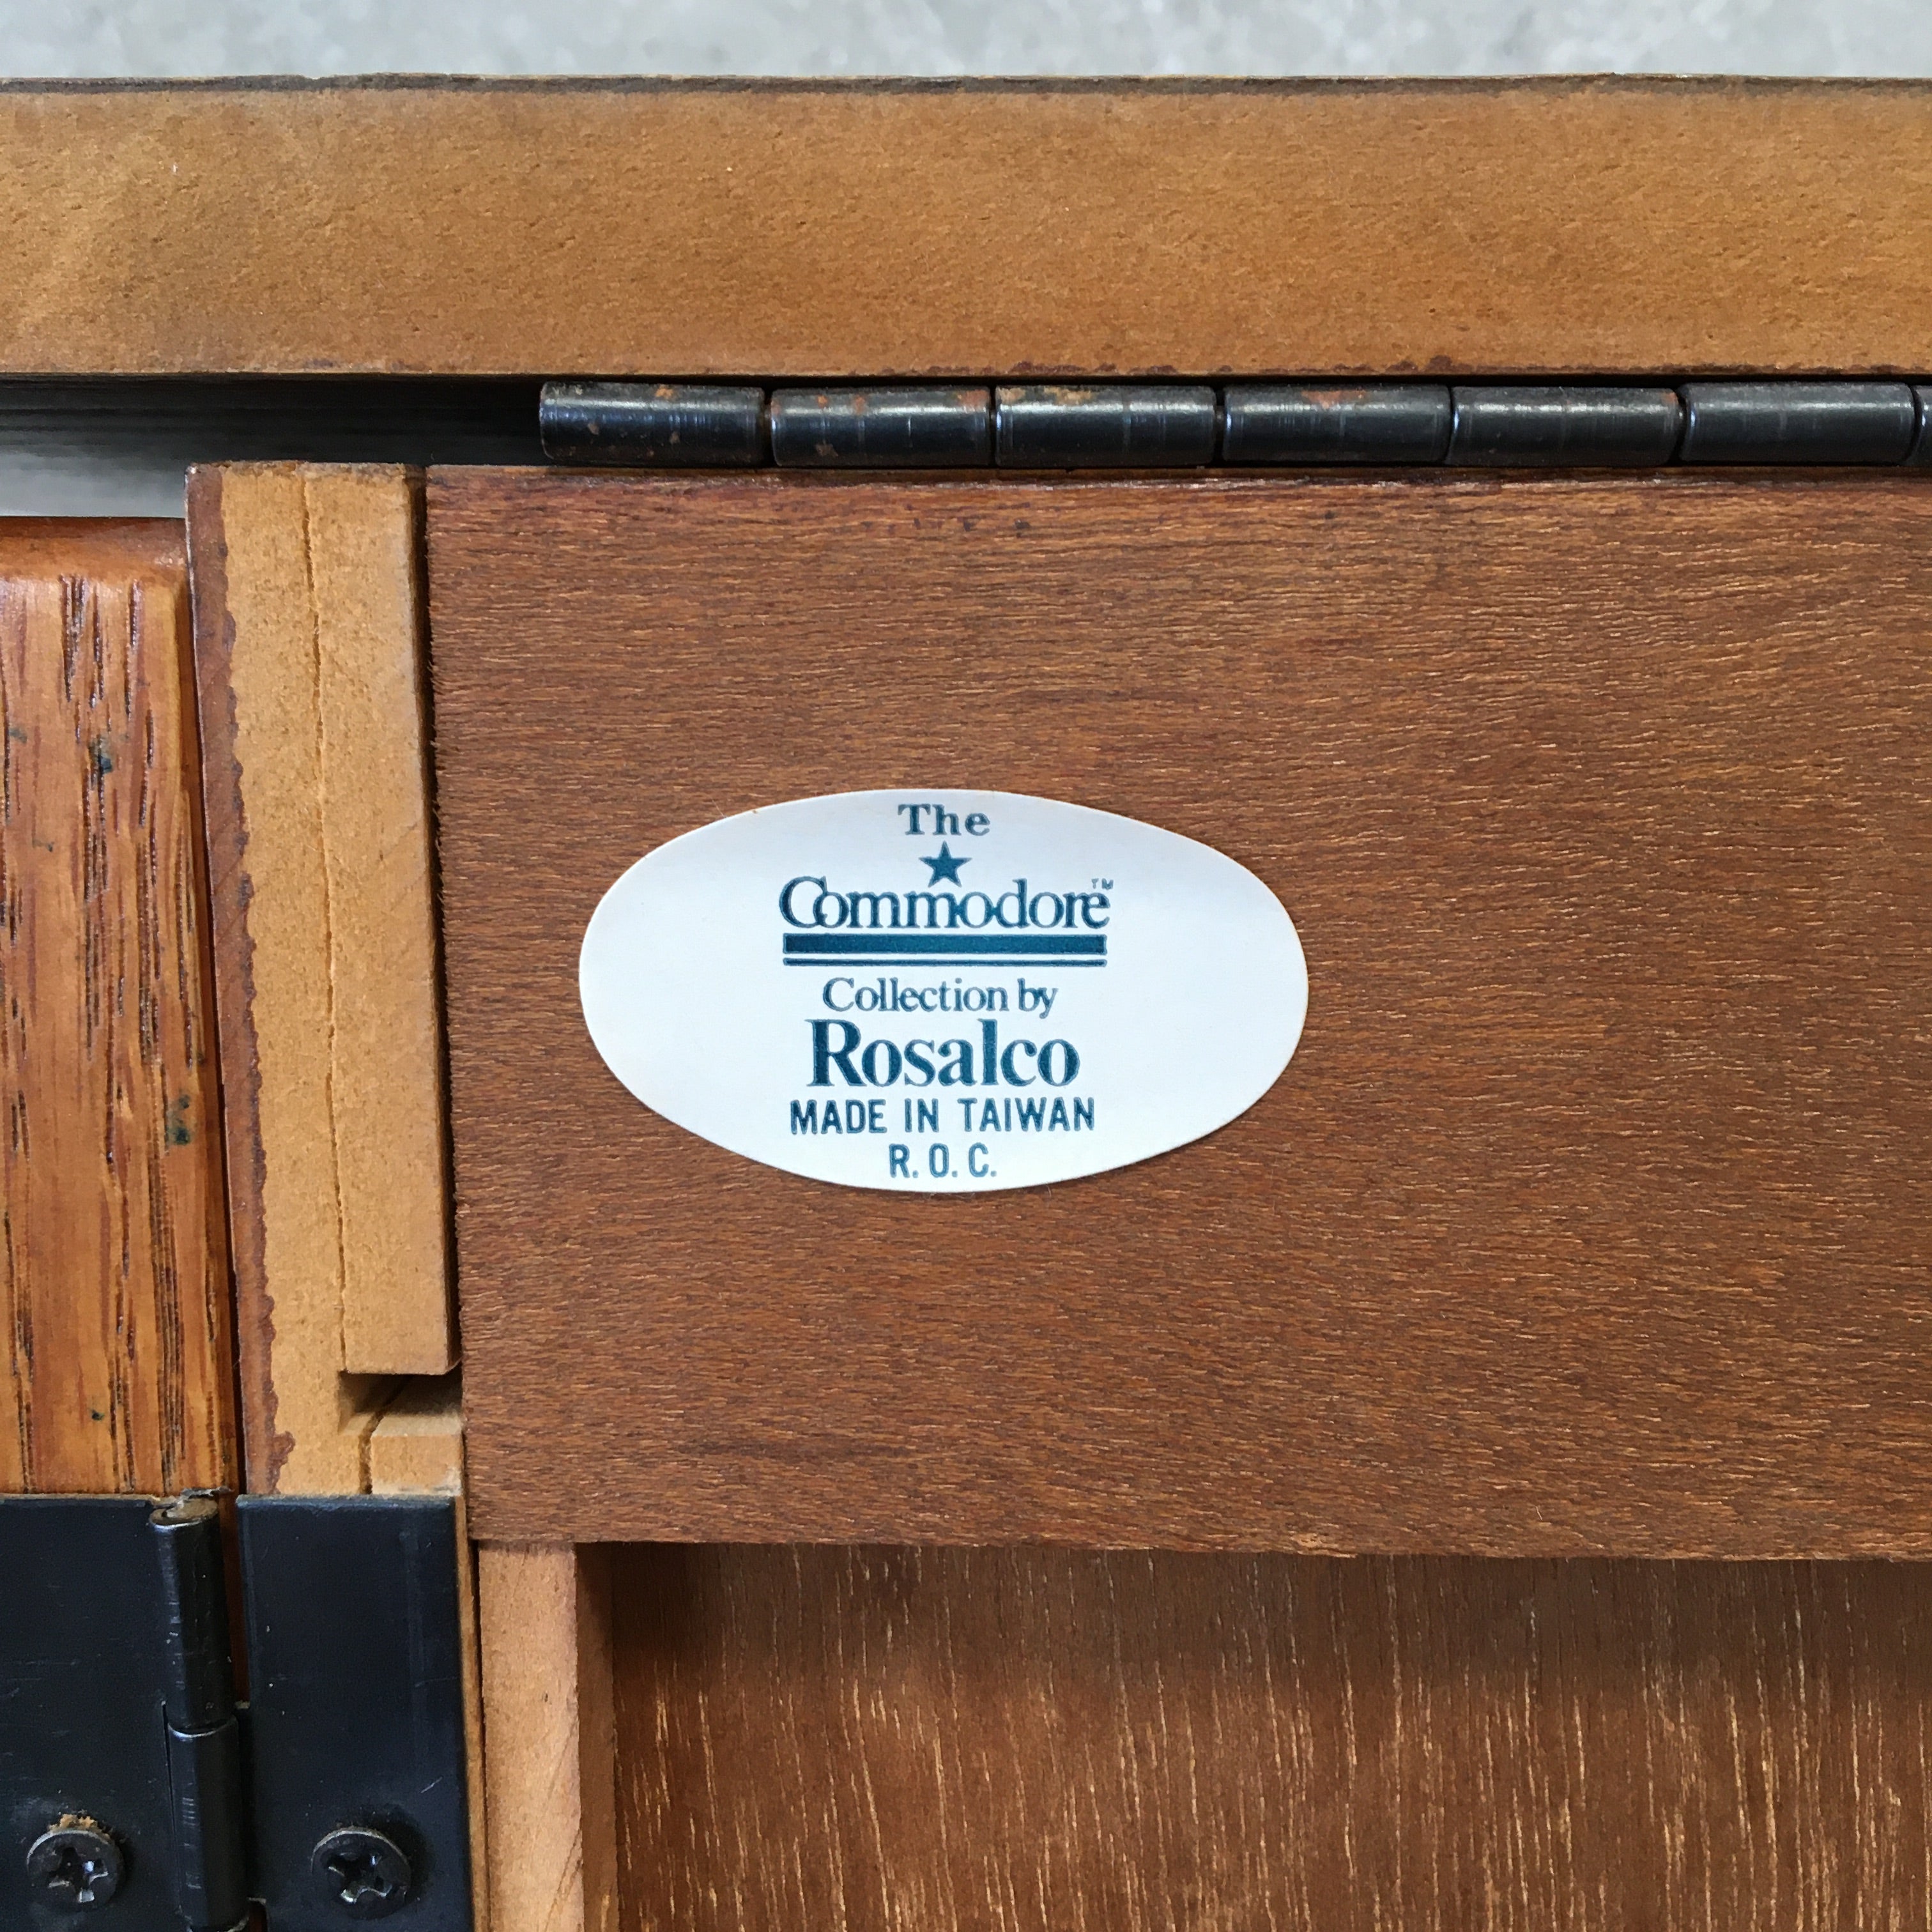 The
Commodore™
Collection by
Rosalco
MADE IN TAIWAN
R. O. C.